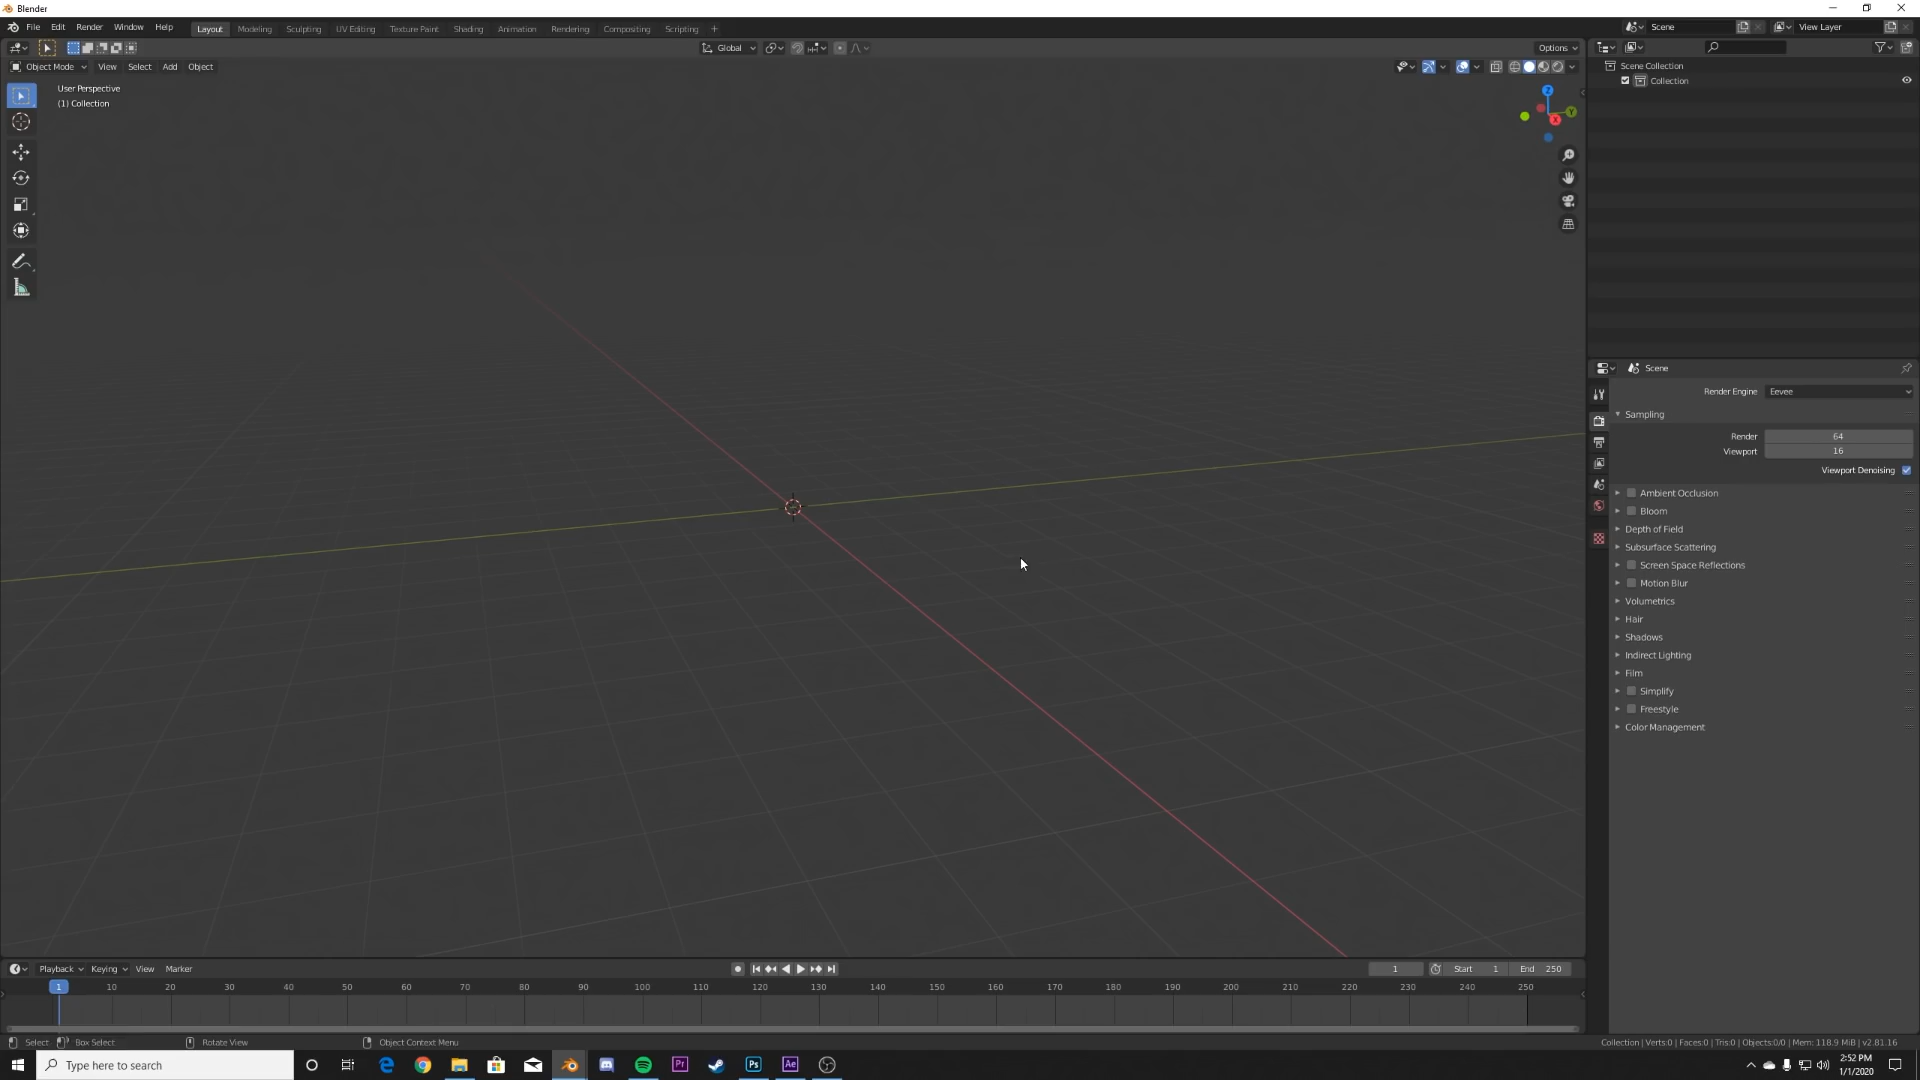 Blender
File Edit Render Window Help Layout Modeling Sculpting UV Editing Texture Paint Shading Animation Rendering Compositing Scripting + Scene View Layer
Global Options
Object Mode View Select Add Object
User Perspective
(1) Collection
Z
Y
X
Scene Collection
Collection
Scene
Render Engine Eevee
Sampling
Render 64
Viewport 16
Viewport Denoising
Ambient Occlusion
Bloom
Depth of Field
Subsurface Scattering
Screen Space Reflections
Motion Blur
Volumetrics
Hair
Shadows
Indirect Lighting
Film
Simplify
Freestyle
Color Management
Playback Keying View Marker 1 Start 1 End 250
1 10 20 30 40 50 60 70 80 90 100 110 120 130 140 150 160 170 180 190 200 210 220 230 240 250
Select Box Select Rotate View Object Context Menu Collection | Verts:0 | Faces:0 | Tris:0 | Objects:0/0 | Mem: 118.9 MiB | v2.81.16
Type here to search Pr Ps Ae 2:52 PM
1/1/2020